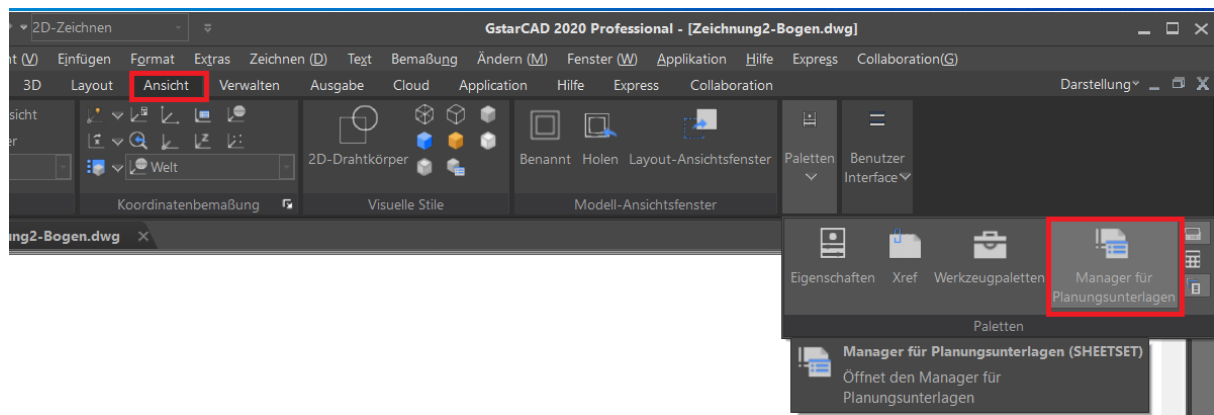 2D-Zeichnen GstarCAD 2020 Professional - [Zeichnung2-Bogen.dwg]
ht (V) Einfügen Format Extras Zeichnen (D) Text Bemaßung Ändern (M) Fenster (W) Applikation Hilfe Express Collaboration(G)
3D Layout Ansicht Verwalten Ausgabe Cloud Application Hilfe Express Collaboration Darstellung
sicht
er
Welt
2D-Drahtkörper
Benannt Holen Layout-Ansichtsfenster
Paletten
Benutzer
Interface
Koordinatenbemaßung Visuelle Stile Modell-Ansichtsfenster
ung2-Bogen.dwg
Eigenschaften Xref Werkzeugpaletten Manager für
Planungsunterlagen
Paletten
Manager für Planungsunterlagen (SHEETSET)
Öffnet den Manager für
Planungsunterlagen